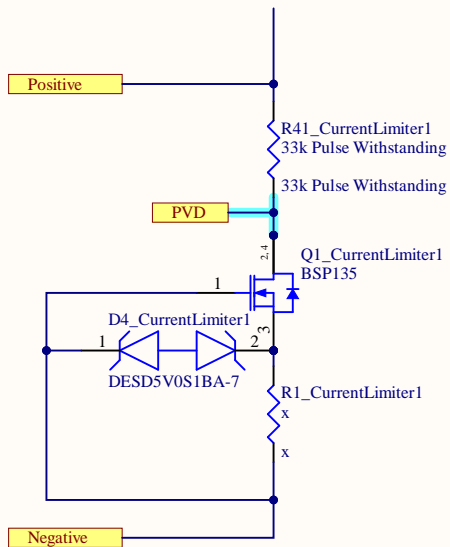 Positive
R41_CurrentLimiter1
33k Pulse Withstanding
33k Pulse Withstanding
PVD
2, 4
Q1_CurrentLimiter1
BSP135
1
3
D4_CurrentLimiter1
1
2
DESD5V0S1BA-7
R1_CurrentLimiter1
x
x
Negative